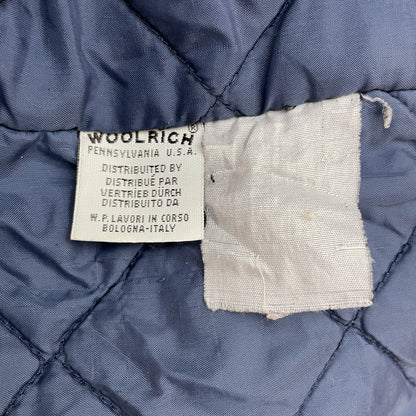 WOOLRICH®
PENNSYLVANIA U.S.A.
DISTRIBUTED BY
DISTRIBUÉ PAR
VERTRIEB DÜRCH
DISTRIBUITO DA
W.P. LAVORI IN CORSO
BOLOGNA-ITALY